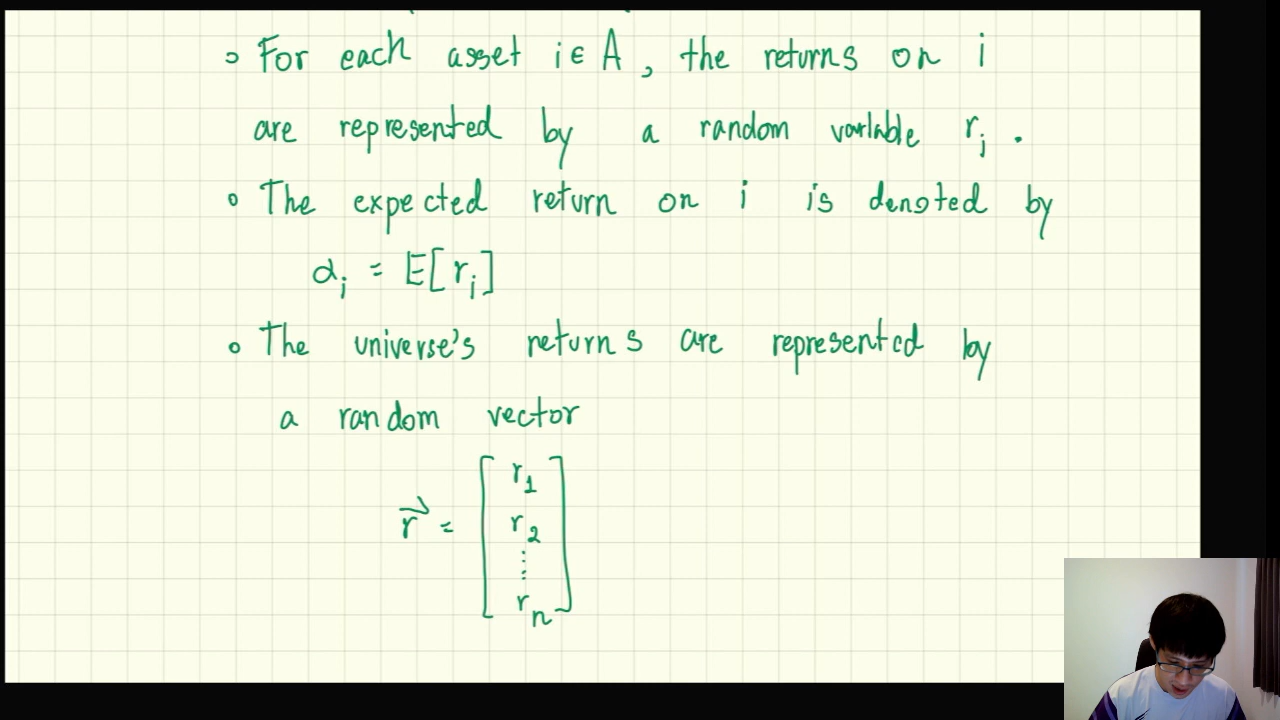 ◦ For each asset i ∈ A, the returns on i
are represented by a random variable rᵢ.
◦ The expected return on i is denoted by
αᵢ = E[rᵢ]
◦ The universe's returns are represented by
a random vector
r⃗ = [r₁
r₂
⋮
rₙ]